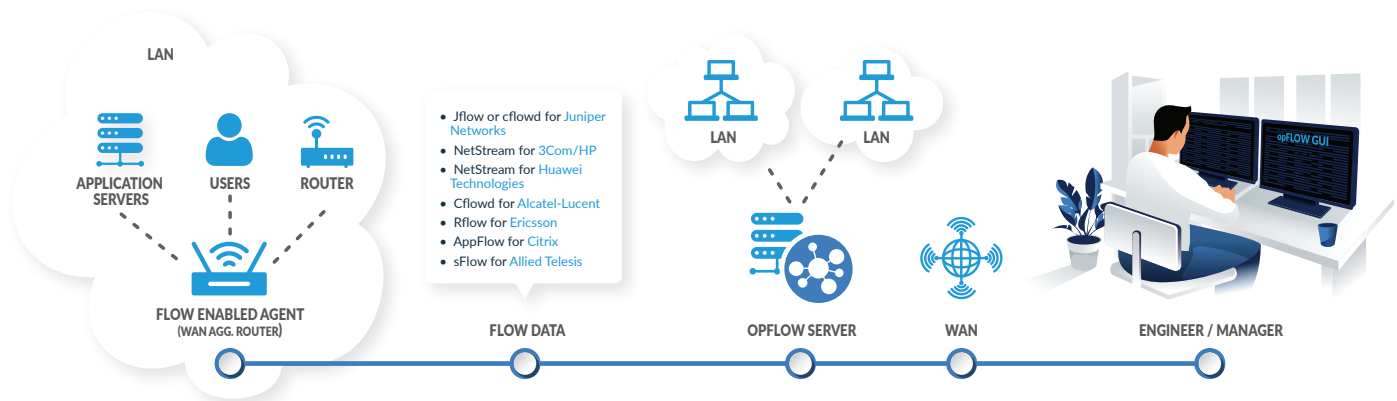 LAN
APPLICATION
SERVERS
USERS
ROUTER
FLOW ENABLED AGENT
(WAN AGG. ROUTER)
• Jflow or cflowd for Juniper
Networks
• NetStream for 3Com/HP
• NetStream for Huawei
Technologies
• Cflowd for Alcatel-Lucent
• Rflow for Ericsson
• AppFlow for Citrix
• sFlow for Allied Telesis
FLOW DATA
LAN
LAN
OPFLOW SERVER
WAN
opFLOW GUI
ENGINEER / MANAGER